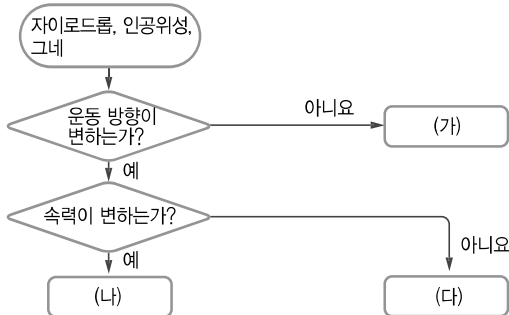 자이로드롭, 인공위성,
그네
운동 방향이
변하는가?
아니요
(가)
예
속력이 변하는가?
아니요
예
(나)
(다)